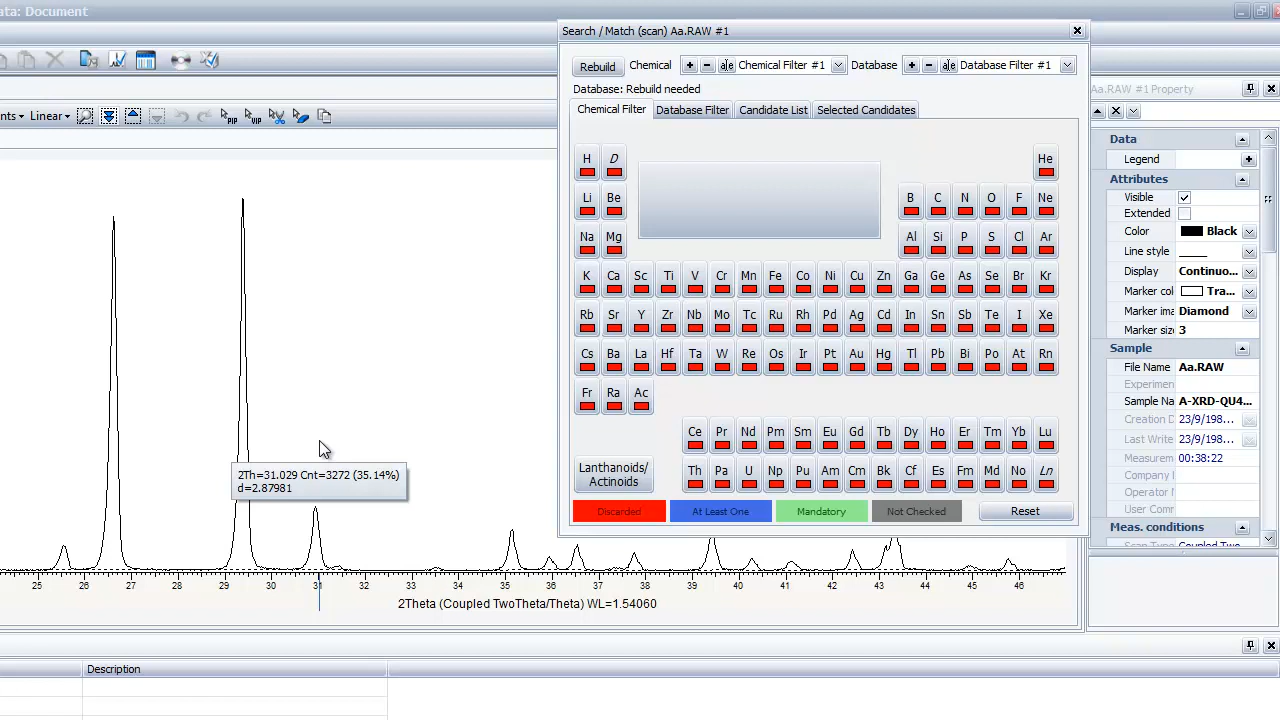 ata: Document
Search / Match (scan) Aa.RAW #1
Rebuild Chemical + − a|e Chemical Filter #1 Database + − a|e Database Filter #1
Database: Rebuild needed
Chemical Filter Database Filter Candidate List Selected Candidates
Aa.RAW #1 Property
nts Linear PIP VIP
Data
Legend
Attributes
Visible
Extended
Color Black
Line style
Display Continuo...
Marker col Tra...
Marker ima Diamond
Marker size 3
Sample
File Name Aa.RAW
Experimen
Sample Na A-XRD-QU4...
Creation D 23/9/198...
Last Write 23/9/198...
Measurem 00:38:22
Company
Operator
User Comm
Meas. conditions
Scan Type Coupled Two
H D He
Li Be B C N O F Ne
Na Mg Al Si P S Cl Ar
K Ca Sc Ti V Cr Mn Fe Co Ni Cu Zn Ga Ge As Se Br Kr
Rb Sr Y Zr Nb Mo Tc Ru Rh Pd Ag Cd In Sn Sb Te I Xe
Cs Ba La Hf Ta W Re Os Ir Pt Au Hg Tl Pb Bi Po At Rn
Fr Ra Ac
Ce Pr Nd Pm Sm Eu Gd Tb Dy Ho Er Tm Yb Lu
Lanthanoids/
Actinoids
Th Pa U Np Pu Am Cm Bk Cf Es Fm Md No Ln
Discarded At Least One Mandatory Not Checked Reset
2Th=31.029 Cnt=3272 (35.14%)
d=2.87981
25 26 27 28 29 30 31 32 33 34 35 36 37 38 39 40 41 42 43 44 45 46
2Theta (Coupled TwoTheta/Theta) WL=1.54060
Description